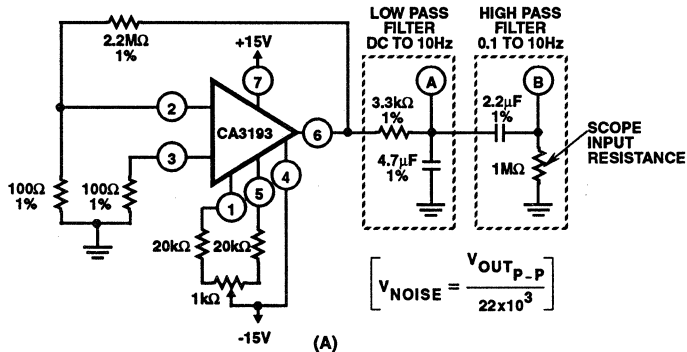 LOW PASS
FILTER
DC TO 10Hz
HIGH PASS
FILTER
0.1 TO 10Hz
2.2MΩ
1%
+15V
7
A
B
2
CA3193
6
3.3kΩ
1%
2.2μF
1%
3
SCOPE
INPUT
RESISTANCE
100Ω
1%
100Ω
1%
1
5
4
4.7μF
1%
1MΩ
20kΩ
20kΩ
1kΩ
-15V
[V NOISE = V OUT P-P / 22x10^3]
(A)